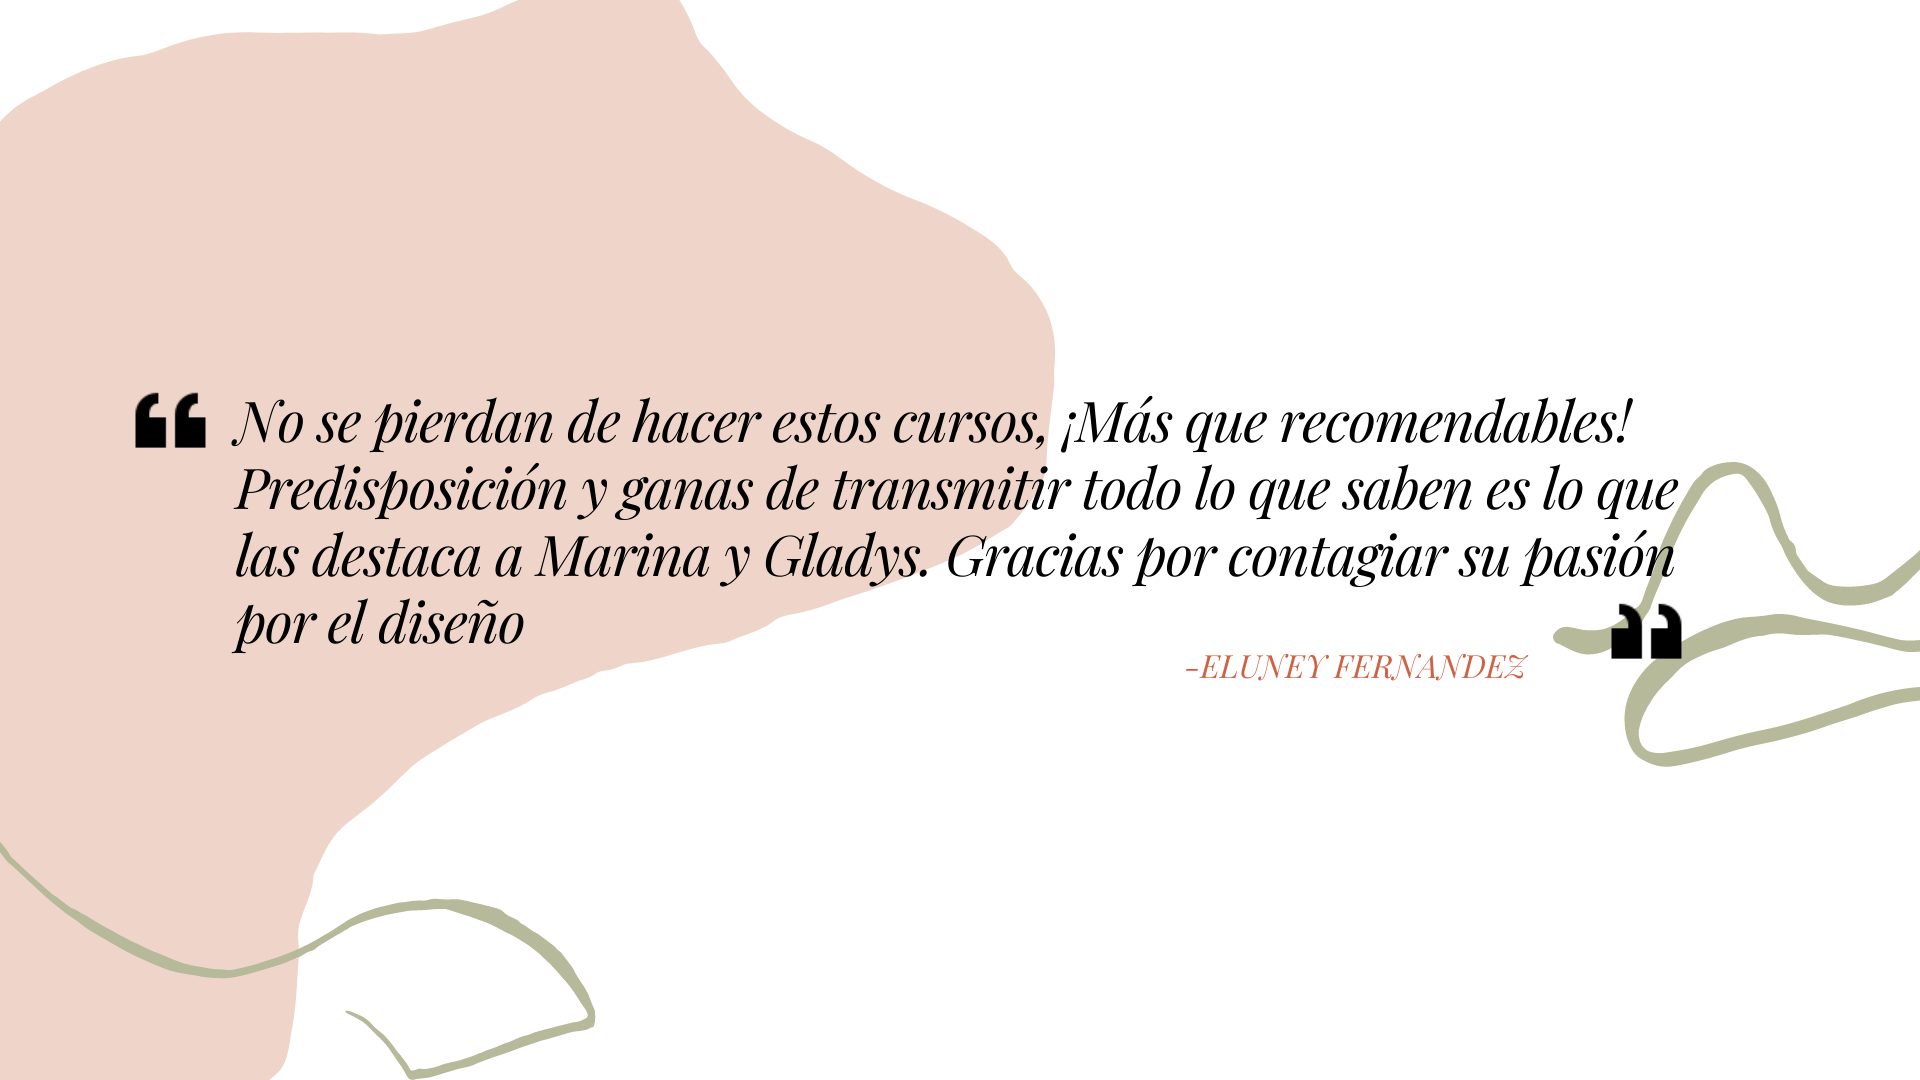 ❝ No se pierdan de hacer estos cursos, ¡Más que recomendables!
Predisposición y ganas de transmitir todo lo que saben es lo que
las destaca a Marina y Gladys. Gracias por contagiar su pasión
por el diseño ❞
-ELUNEY FERNANDEZ